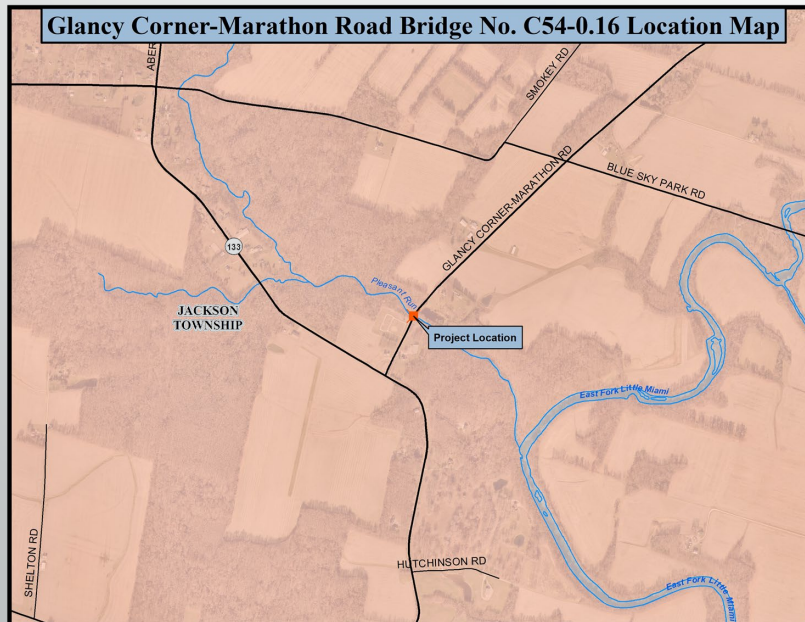 Glancy Corner-Marathon Road Bridge No. C54-0.16 Location Map
ABER
SMOKEY RD
BLUE SKY PARK RD
GLANCY CORNER-MARATHON RD
133
Pleasant Run
JACKSON
TOWNSHIP
Project Location
East Fork Little Miami
SHELTON RD
HUTCHINSON RD
East Fork Little Miami